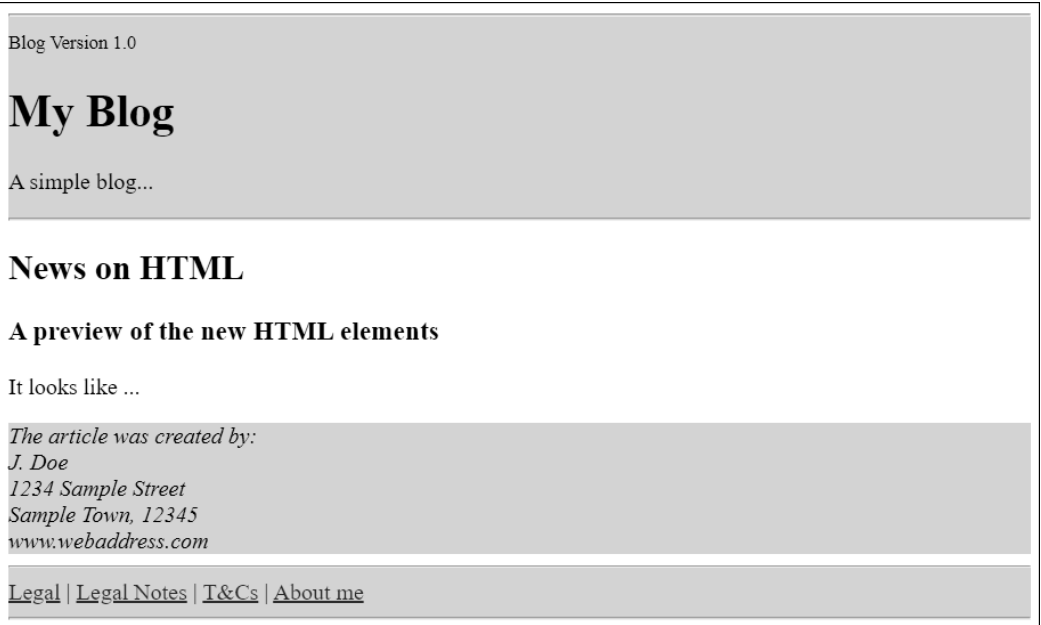 Blog Version 1.0
My Blog
A simple blog...
News on HTML
A preview of the new HTML elements
It looks like ...
The article was created by:
J. Doe
1234 Sample Street
Sample Town, 12345
www.webaddress.com
Legal | Legal Notes | T&Cs | About me